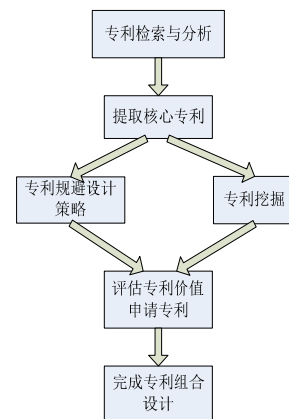 专利检索与分析
提取核心专利
专利规避设计
策略
专利挖掘
评估专利价值
申请专利
完成专利组合
设计